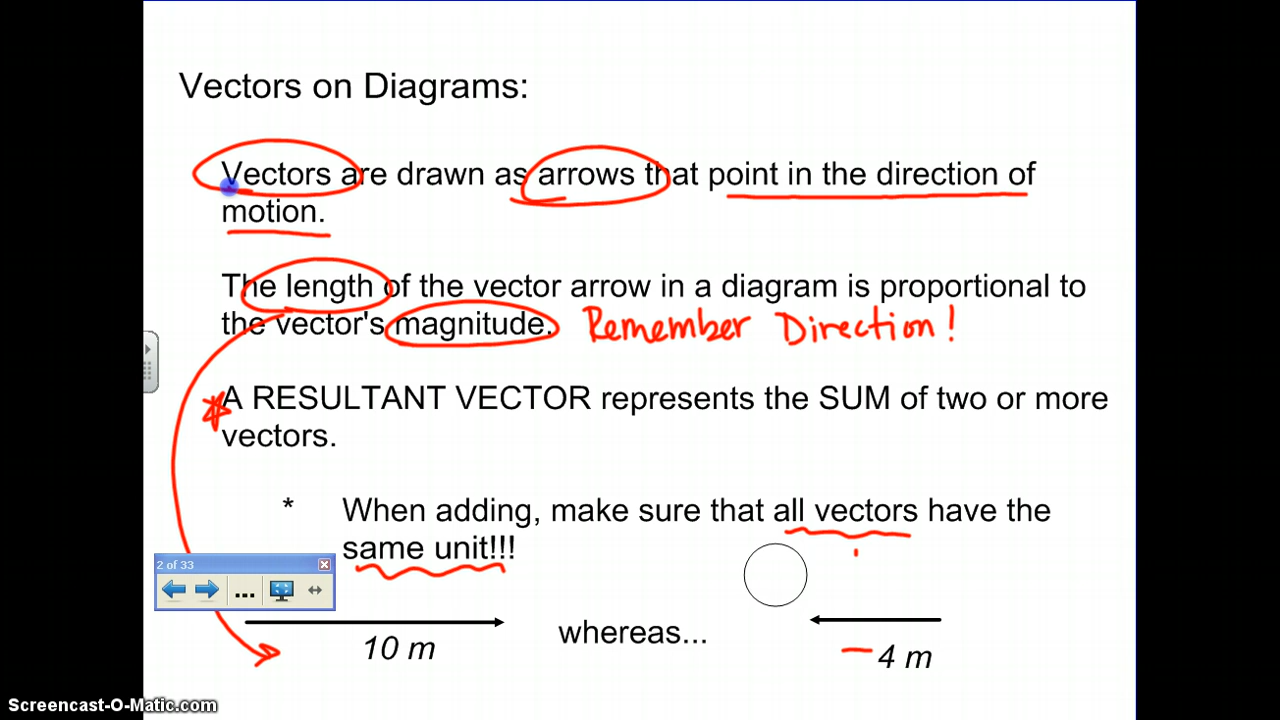 Vectors on Diagrams:
Vectors are drawn as arrows that point in the direction of
motion.
The length of the vector arrow in a diagram is proportional to
the vector's magnitude. Remember Direction!
* A RESULTANT VECTOR represents the SUM of two or more
vectors.
* When adding, make sure that all vectors have the
same unit!!!
2 of 33
...
10 m
whereas...
- 4 m
Screencast-O-Matic.com